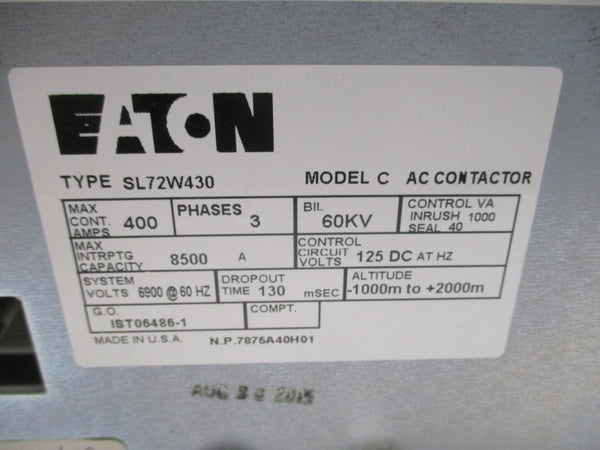 EATON
TYPE SL72W430 MODEL C AC CONTACTOR
MAX CONT. AMPS 400 PHASES 3 BIL 60KV CONTROL VA INRUSH 1000 SEAL 40
MAX INTRPTG CAPACITY 8500 A CONTROL CIRCUIT VOLTS 125 DC AT HZ
SYSTEM VOLTS 6900 @ 60 HZ DROPOUT TIME 130 mSEC ALTITUDE -1000m to +2000m
G.O. IST06486-1 COMPT.
MADE IN U.S.A. N.P.7876A40H01
AUG 2015